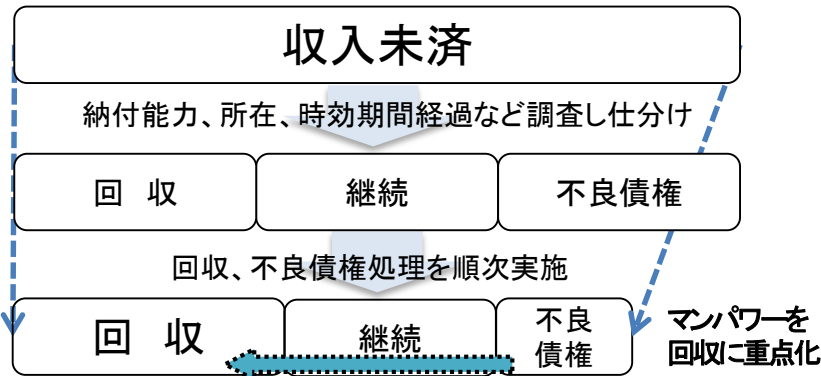 収入未済
納付能力、所在、時効期間経過など調査し仕分け
回　収
継続
不良債権
回収、不良債権処理を順次実施
回　収
継続
不良
債権
マンパワーを
回収に重点化